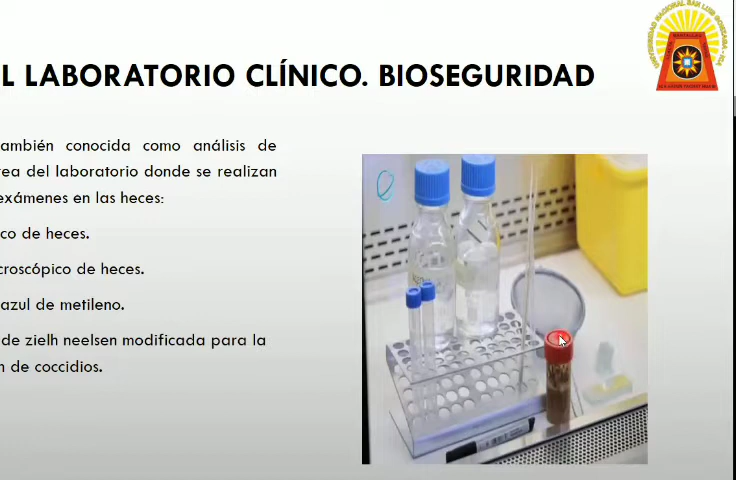 L LABORATORIO CLÍNICO. BIOSEGURIDAD
ambién conocida como análisis de
rea del laboratorio donde se realizan
exámenes en las heces:
co de heces.
croscópico de heces.
azul de metileno.
de zielh neelsen modificada para la
n de coccidios.